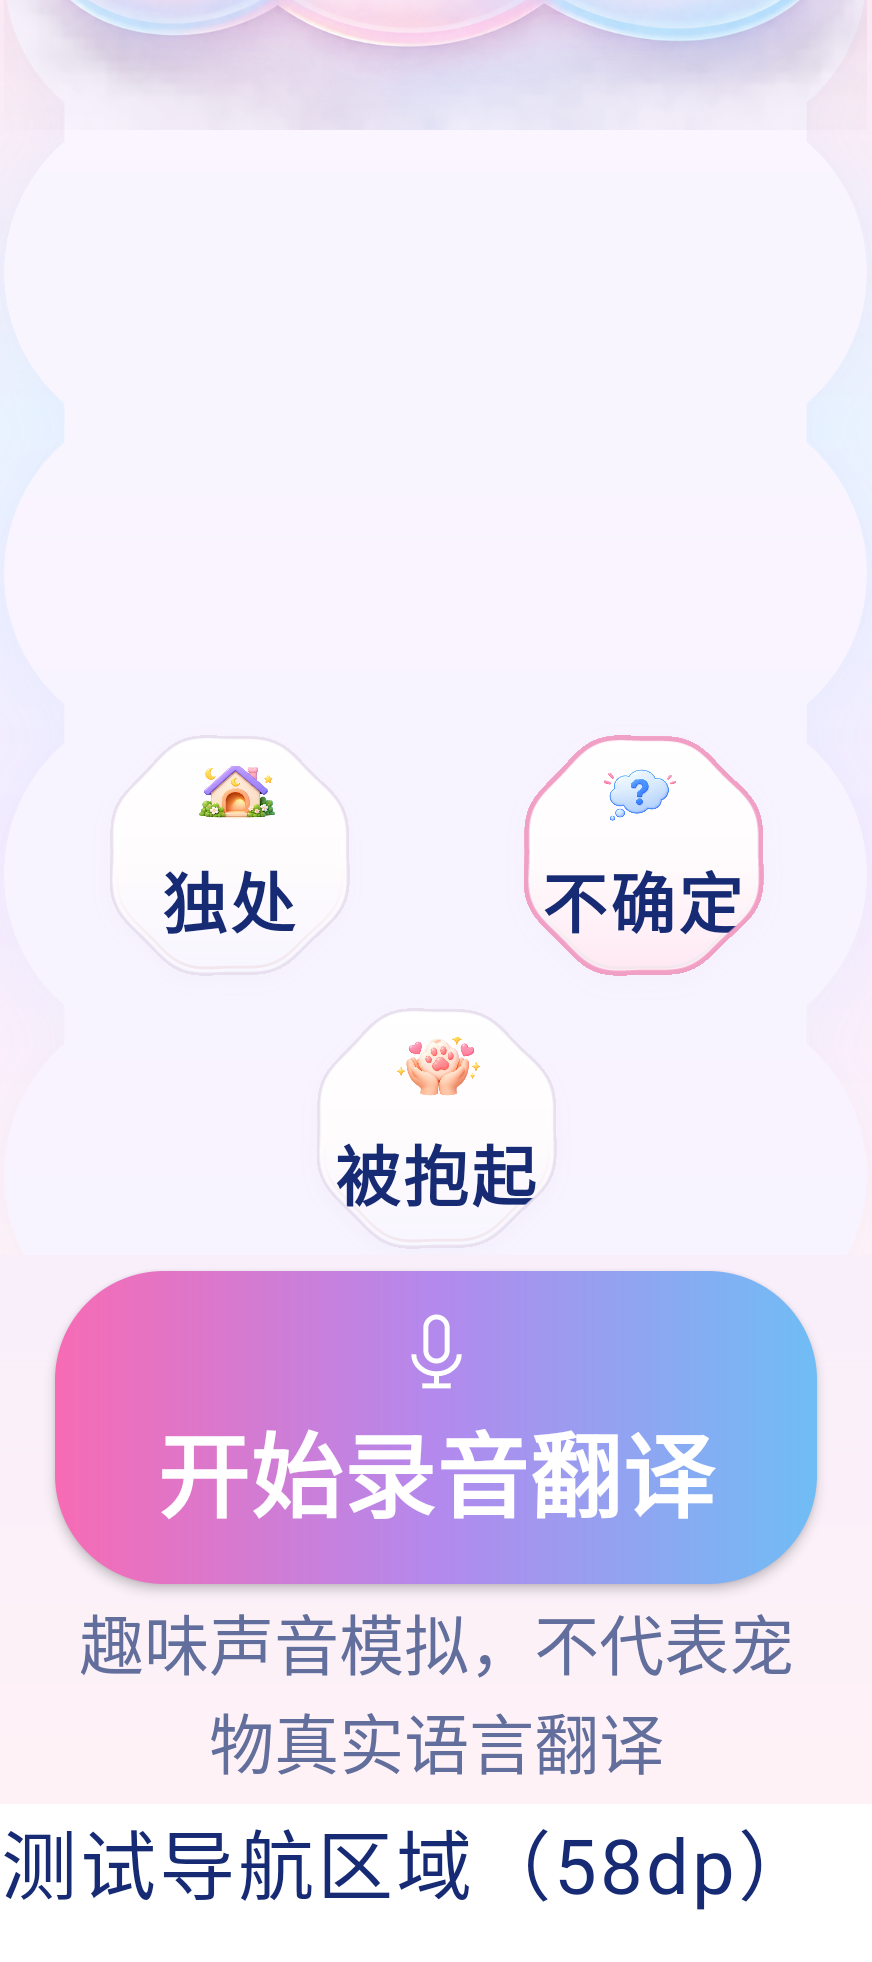 独处
不确定
被抱起
开始录音翻译
趣味声音模拟，不代表宠
物真实语言翻译
测试导航区域（58dp）